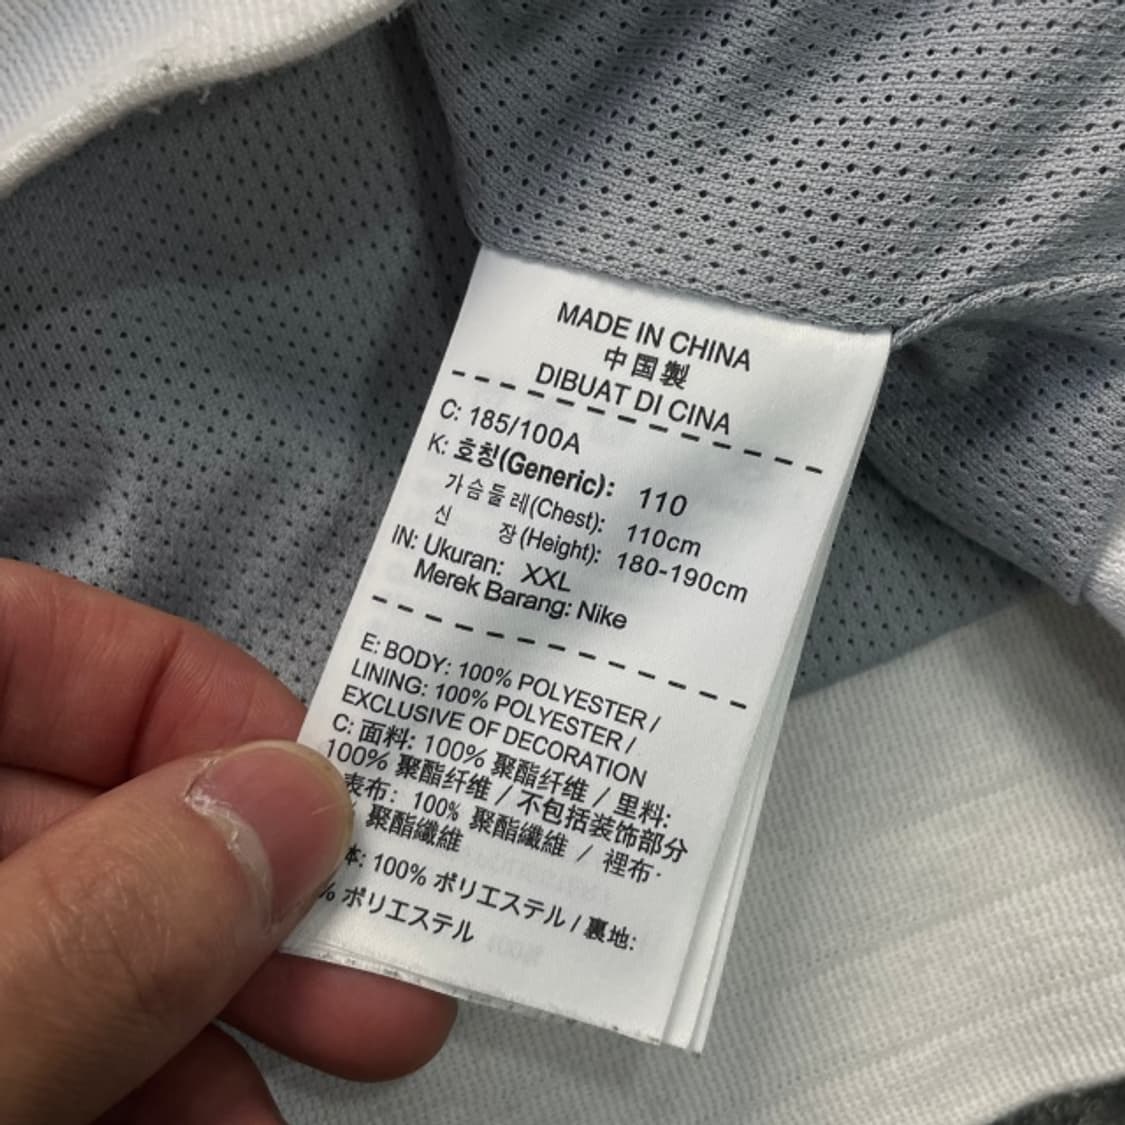 MADE IN CHINA
中国製
DIBUAT DI CINA
C: 185/100A
K: 호칭(Generic): 110
가슴둘레(Chest): 110cm
신 장(Height): 180-190cm
IN: Ukuran: XXL
Merek Barang: Nike
E: BODY: 100% POLYESTER /
LINING: 100% POLYESTER /
EXCLUSIVE OF DECORATION
C: 面料: 100% 聚酯纤维 / 里料:
100% 聚酯纤维 / 不包括装饰部分
表布: 100% 聚酯纖維 / 裡布:
% 聚酯纖維
本: 100% ポリエステル / 裏地:
% ポリエステル